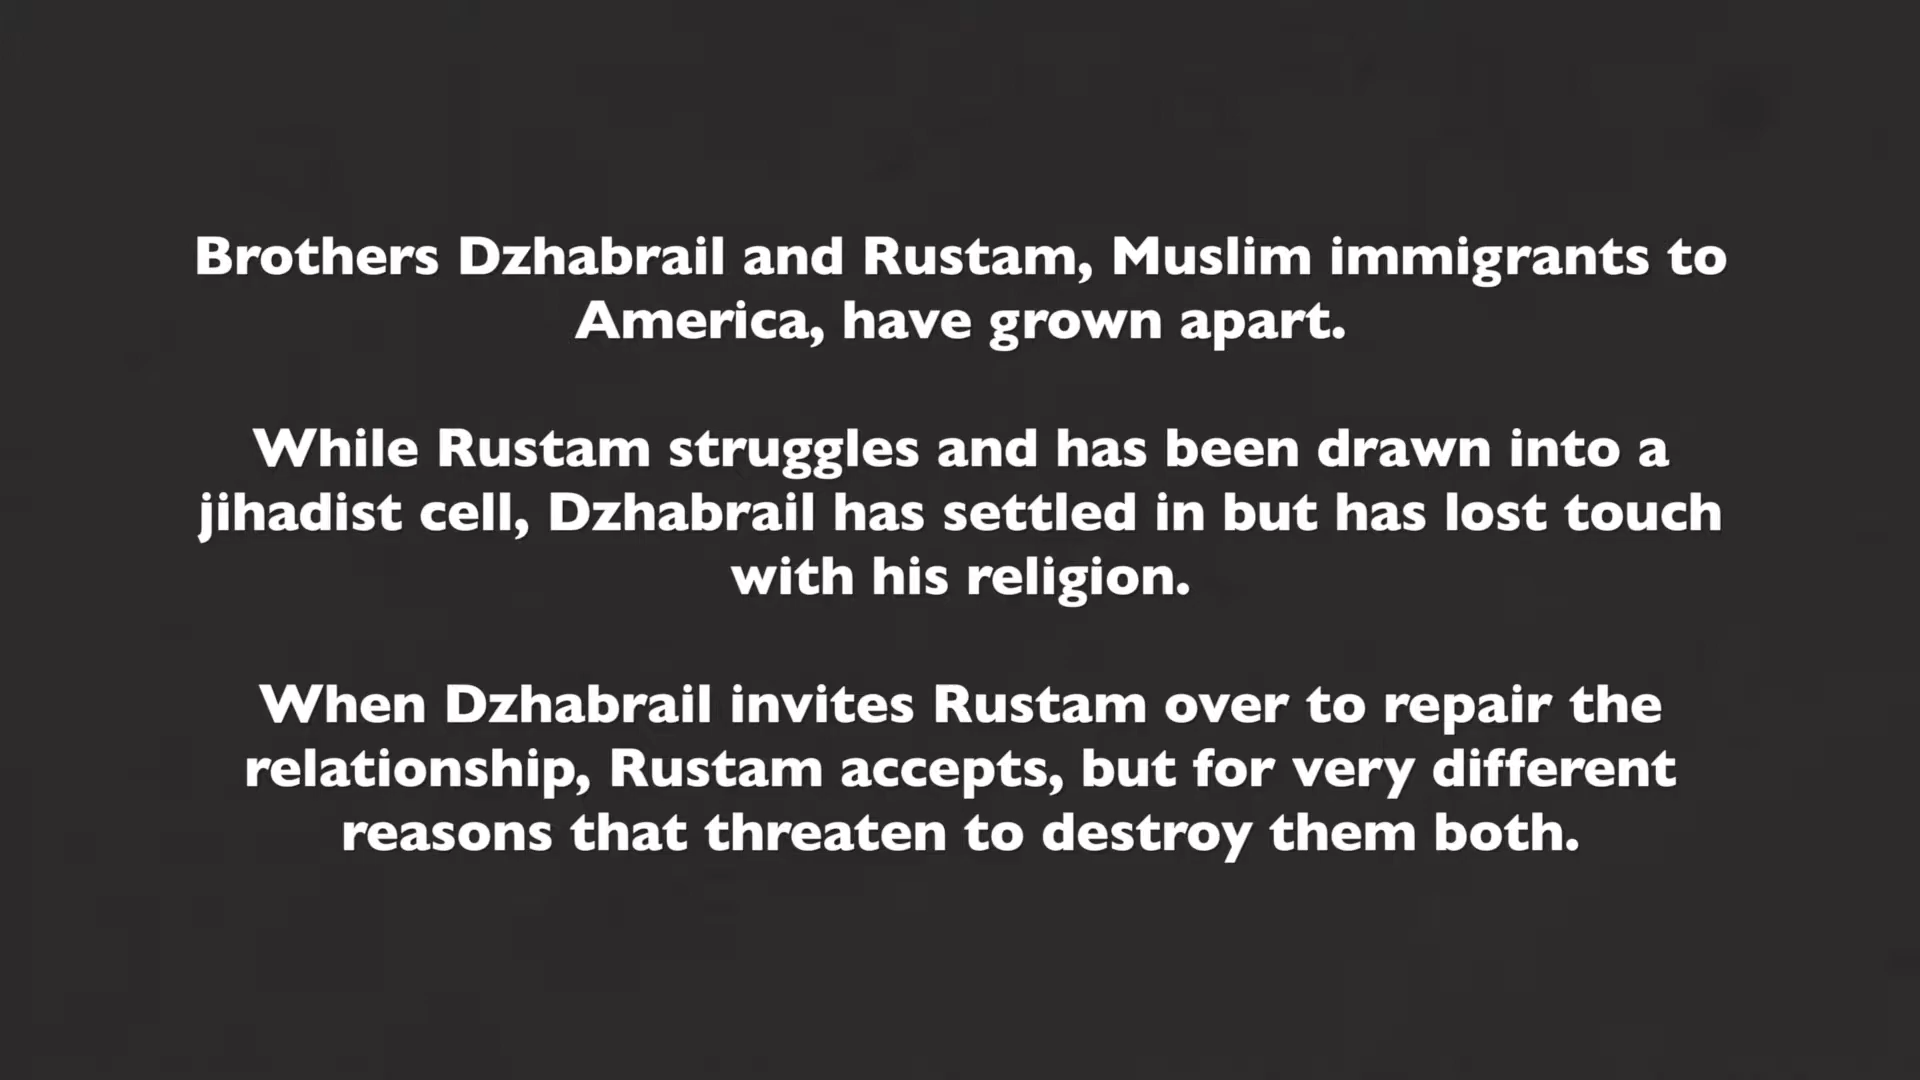 Brothers Dzhabrail and Rustam, Muslim immigrants to
America, have grown apart.
While Rustam struggles and has been drawn into a
jihadist cell, Dzhabrail has settled in but has lost touch
with his religion.
When Dzhabrail invites Rustam over to repair the
relationship, Rustam accepts, but for very different
reasons that threaten to destroy them both.